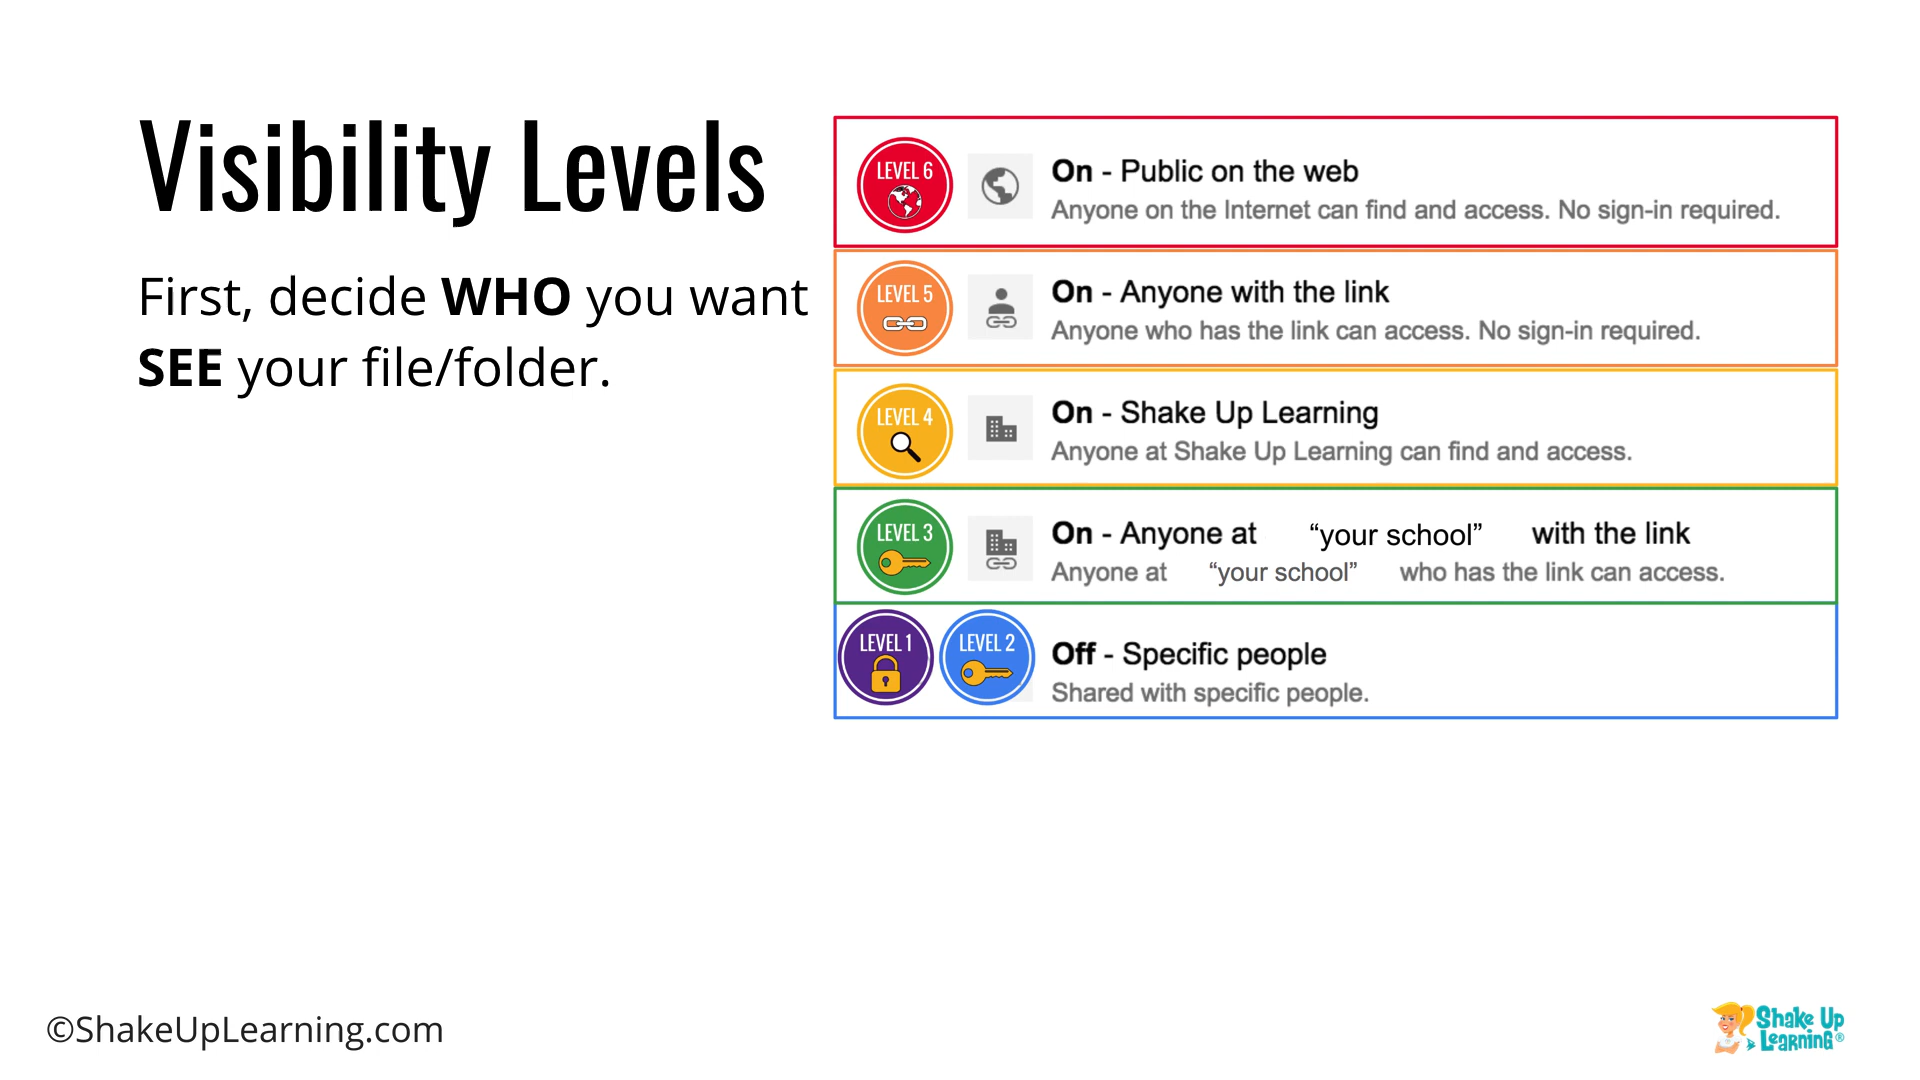 Visibility Levels
First, decide WHO you want
SEE your file/folder.
LEVEL 6
On - Public on the web
Anyone on the Internet can find and access. No sign-in required.
LEVEL 5
On - Anyone with the link
Anyone who has the link can access. No sign-in required.
LEVEL 4
On - Shake Up Learning
Anyone at Shake Up Learning can find and access.
LEVEL 3
On - Anyone at “your school” with the link
Anyone at “your school” who has the link can access.
LEVEL 1
LEVEL 2
Off - Specific people
Shared with specific people.
©ShakeUpLearning.com
Shake Up
Learning®